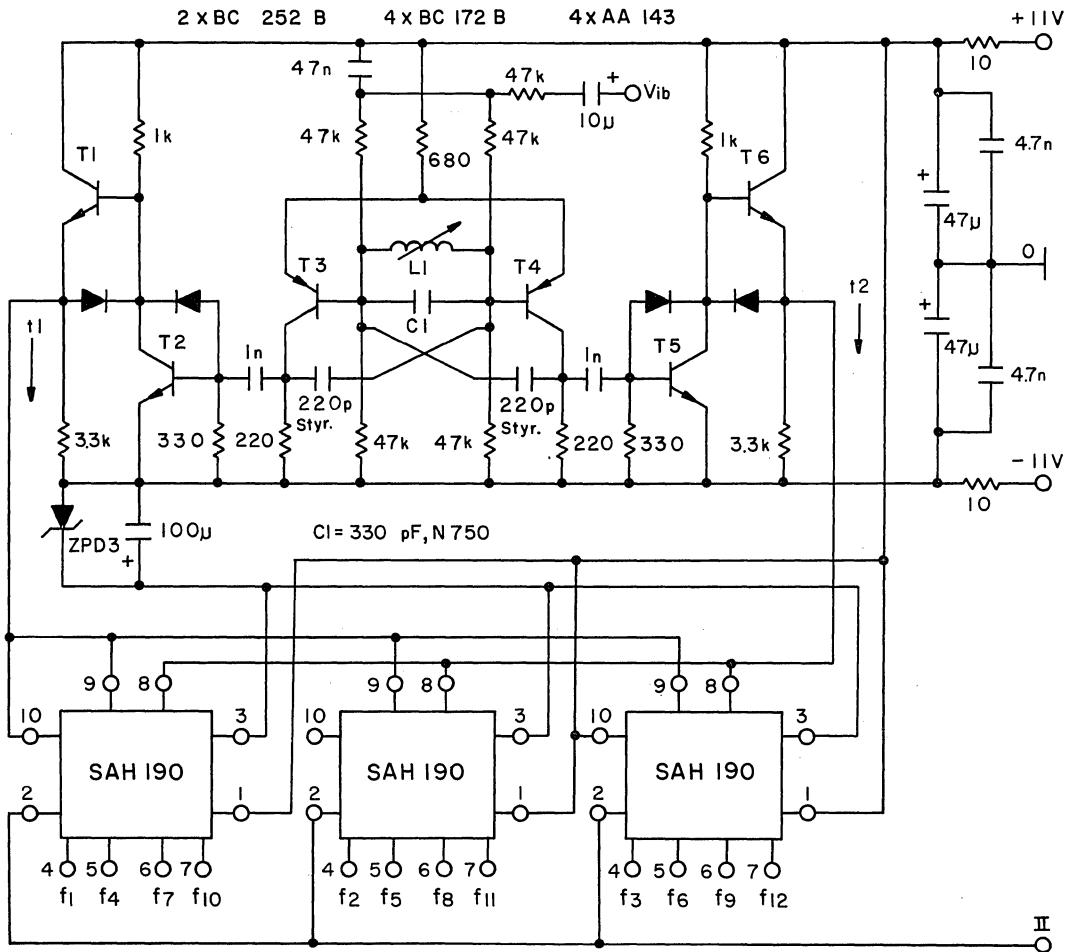 2 x BC 252 B 4 x BC 172 B 4 x AA 143
+11V
10
47n
47k
+
Vib
10µ
1k
47k
680
47k
1k
4.7n
T1
T6
+
47µ
L1
T3
T4
0
t1
C1
t2
+
47µ
T2
1n
1n
T5
4.7n
220p
Styr.
220p
Styr.
3.3k
330
220
47k
47k
220
330
3.3k
-11V
10
ZPD3
100µ
+
C1= 330 pF, N 750
9 8 9 8 9 8
10 3 10 3 10 3
SAH 190 SAH 190 SAH 190
2 1 2 1 2 1
4 5 6 7 4 5 6 7 4 5 6 7
f1 f4 f7 f10 f2 f5 f8 f11 f3 f6 f9 f12
II